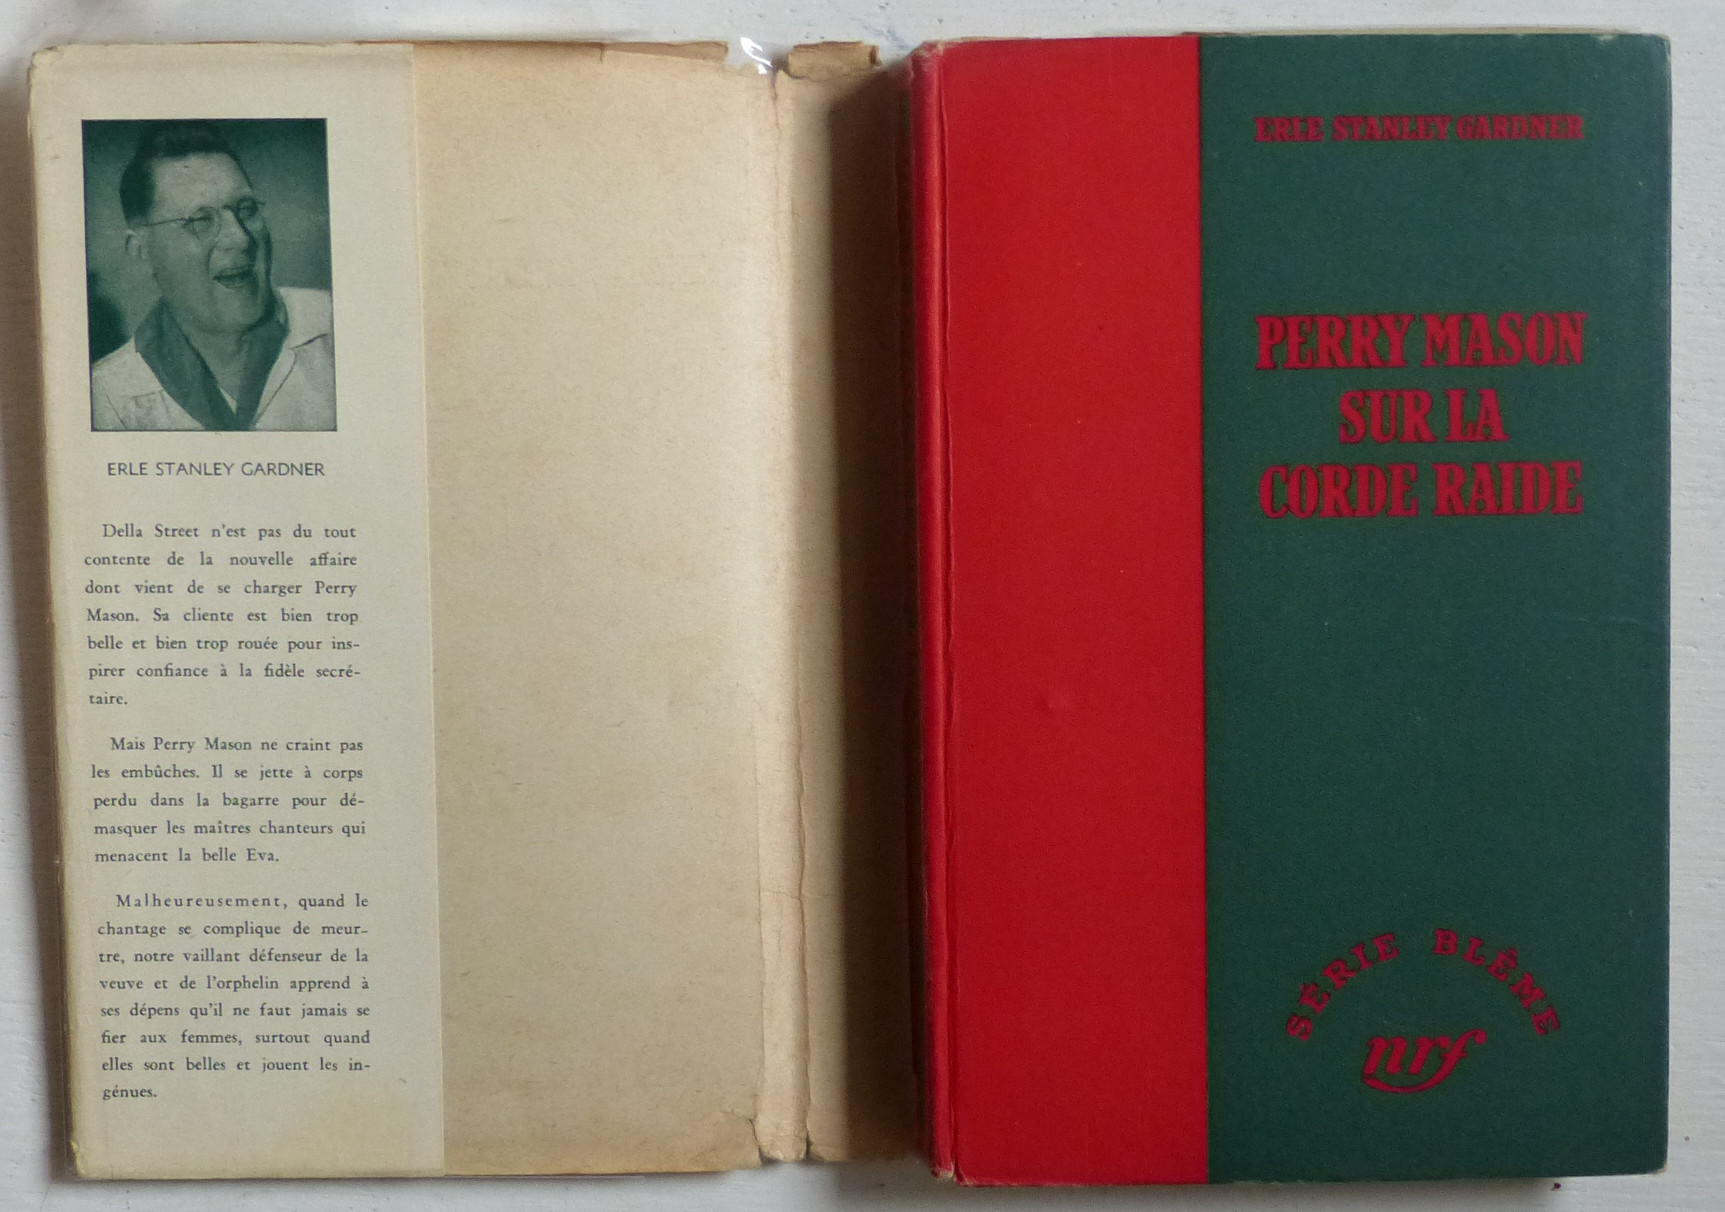 ERLE STANLEY GARDNER
Della Street n'est pas du tout
contente de la nouvelle affaire
dont vient de se charger Perry
Mason. Sa cliente est bien trop
belle et bien trop rouée pour ins-
pirer confiance à la fidèle secré-
taire.
Mais Perry Mason ne craint pas
les embûches. Il se jette à corps
perdu dans la bagarre pour dé-
masquer les maîtres chanteurs qui
menacent la belle Eva.
Malheureusement, quand le
chantage se complique de meur-
tre, notre vaillant défenseur de la
veuve et de l'orphelin apprend à
ses dépens qu'il ne faut jamais se
fier aux femmes, surtout quand
elles sont belles et jouent les in-
génues.
ERLE STANLEY GARDNER
PERRY MASON
SUR LA
CORDE RAIDE
SÉRIE BLÊME
nrf